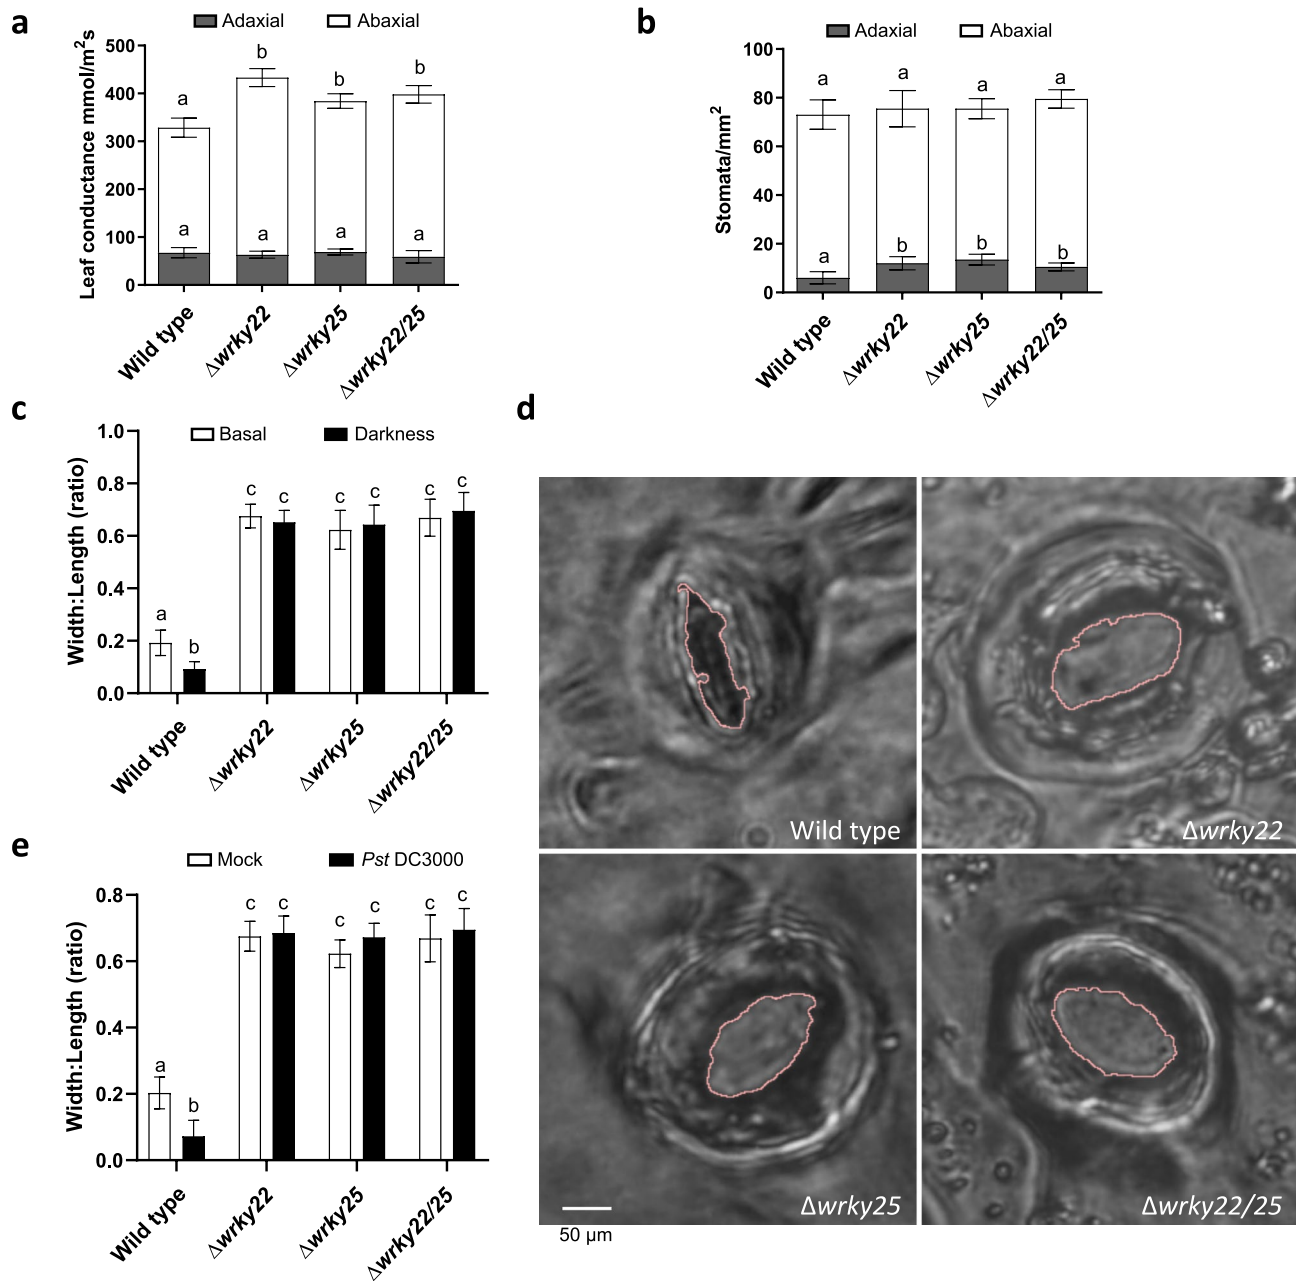 a
Adaxial Abaxial
Leaf conductance mmol/m²s
500
400
300
200
100
0
a
b
b
b
a
a
a
a
Wild type
Δwrky22
Δwrky25
Δwrky22/25
b
Adaxial Abaxial
Stomata/mm²
100
80
60
40
20
0
a
a
a
a
a
b
b
b
Wild type
Δwrky22
Δwrky25
Δwrky22/25
c
Basal Darkness
Width:Length (ratio)
1.0
0.8
0.6
0.4
0.2
0.0
a
b
c
c
c
c
c
c
Wild type
Δwrky22
Δwrky25
Δwrky22/25
d
Wild type
Δwrky22
Δwrky25
Δwrky22/25
50 µm
e
Mock Pst DC3000
Width:Length (ratio)
0.8
0.6
0.4
0.2
0.0
a
b
c
c
c
c
c
c
Wild type
Δwrky22
Δwrky25
Δwrky22/25